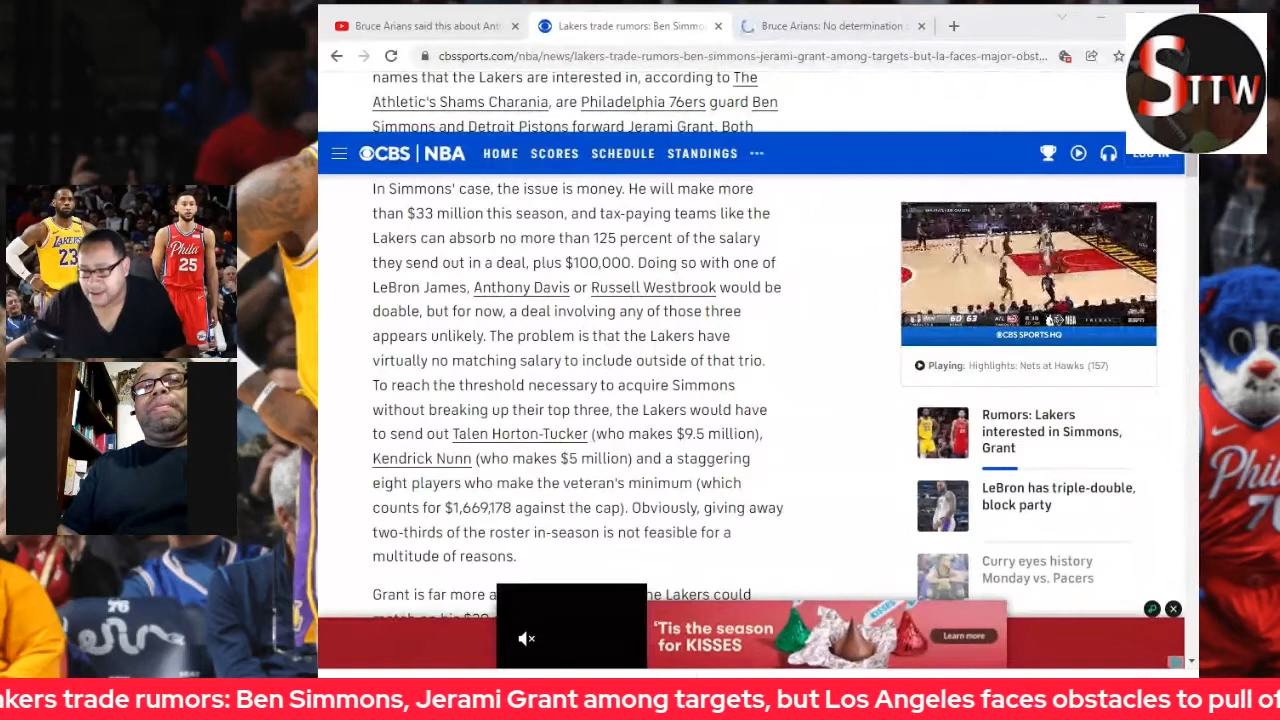 Bruce Arians said this about Ant
Lakers trade rumors: Ben Simmo
Bruce Arians: No determination
cbssports.com/nba/news/lakers-trade-rumors-ben-simmons-jerami-grant-among-targets-but-la-faces-major-obst...
STTW
names that the Lakers are interested in, according to The
Athletic's Shams Charania, are Philadelphia 76ers guard Ben
Simmons and Detroit Pistons forward Jerami Grant. Both
CBS | NBA HOME SCORES SCHEDULE STANDINGS ••• LOG IN
In Simmons' case, the issue is money. He will make more
than $33 million this season, and tax-paying teams like the
Lakers can absorb no more than 125 percent of the salary
they send out in a deal, plus $100,000. Doing so with one of
LeBron James, Anthony Davis or Russell Westbrook would be
doable, but for now, a deal involving any of those three
appears unlikely. The problem is that the Lakers have
virtually no matching salary to include outside of that trio.
To reach the threshold necessary to acquire Simmons
without breaking up their top three, the Lakers would have
to send out Talen Horton-Tucker (who makes $9.5 million),
Kendrick Nunn (who makes $5 million) and a staggering
eight players who make the veteran's minimum (which
counts for $1,669,178 against the cap). Obviously, giving away
two-thirds of the roster in-season is not feasible for a
multitude of reasons.
Grant is far more a
he Lakers could
60 63 ATL NBA
CBS SPORTS HQ
Playing: Highlights: Nets at Hawks (157)
Rumors: Lakers
interested in Simmons,
Grant
LeBron has triple-double,
block party
Curry eyes history
Monday vs. Pacers
'Tis the season
for KISSES
KISSES
Learn more
LAKERS
23
Phila
25
76
Phila
akers trade rumors: Ben Simmons, Jerami Grant among targets, but Los Angeles faces obstacles to pull of